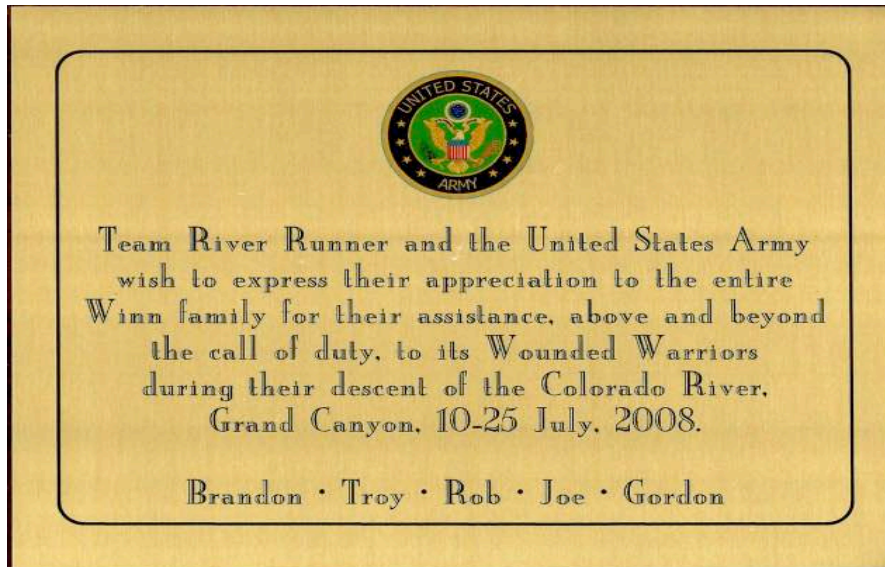 UNITED STATES
ARMY
Team River Runner and the United States Army
wish to express their appreciation to the entire
Winn family for their assistance, above and beyond
the call of duty, to its Wounded Warriors
during their descent of the Colorado River,
Grand Canyon, 10-25 July, 2008.
Brandon · Troy · Rob · Joe · Gordon